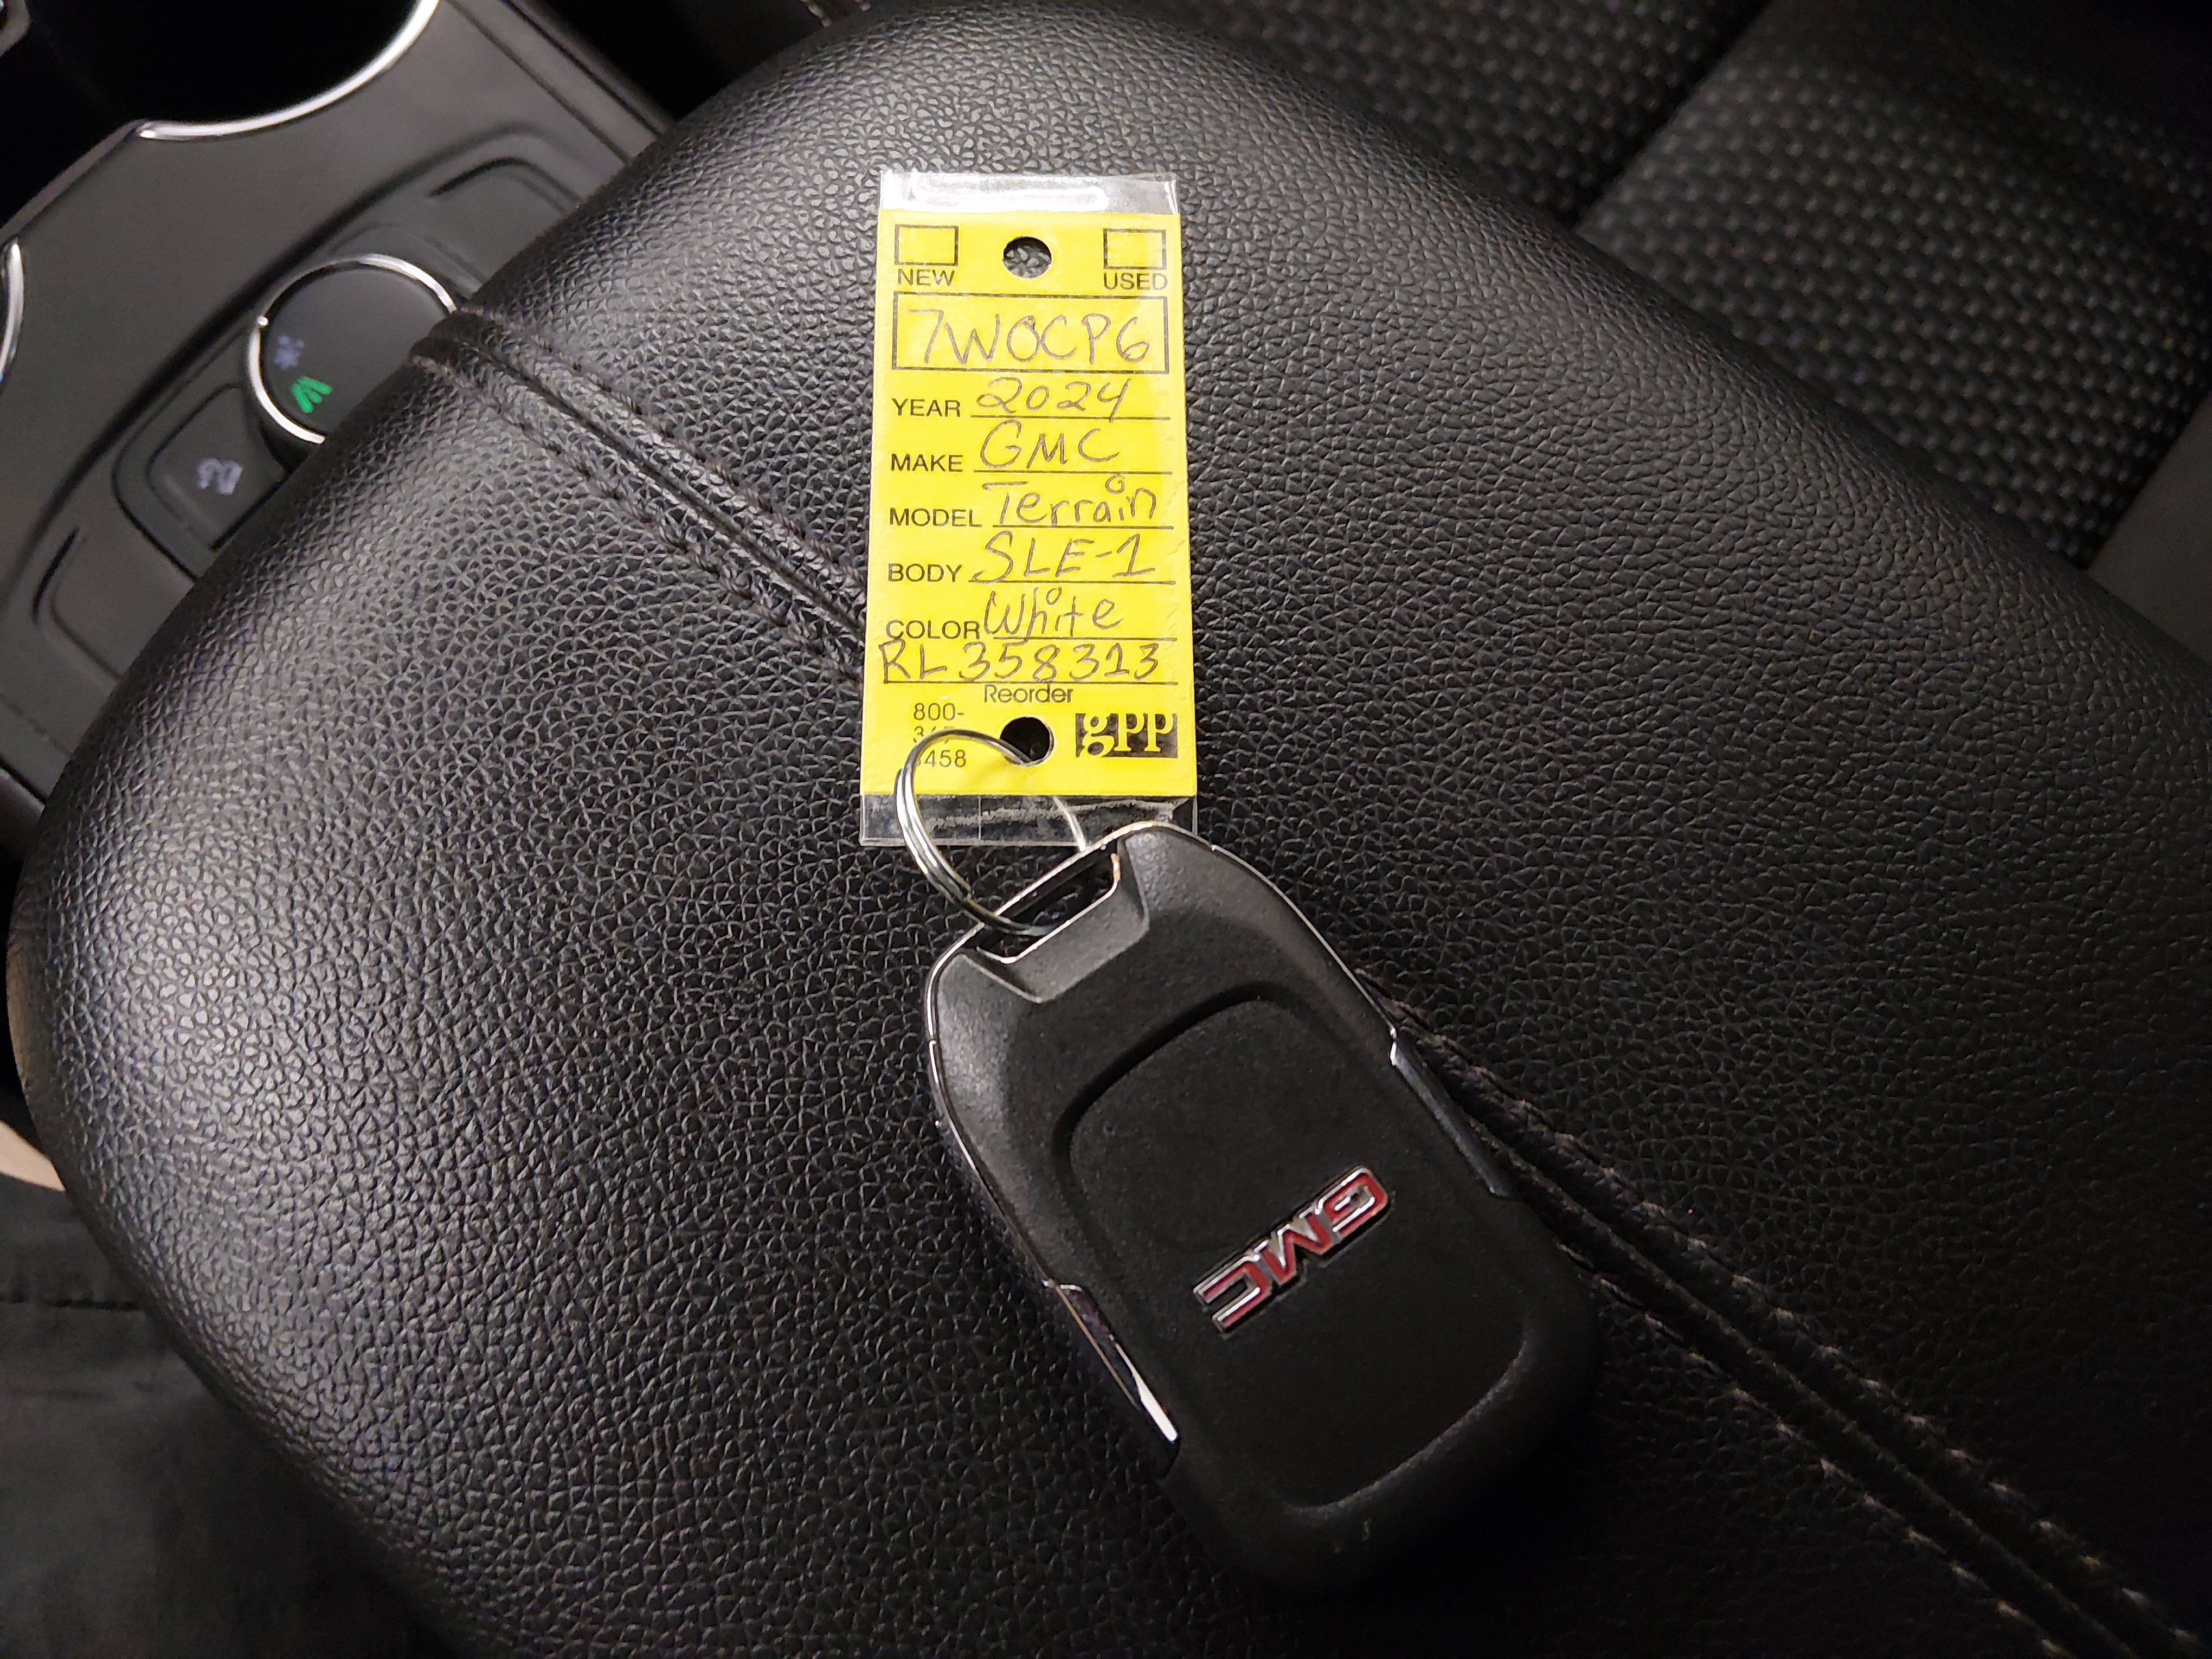 NEW USED
7W0CP6
YEAR 2024
MAKE GMC
MODEL Terrain
BODY SLE-1
COLOR White
RL358313
Reorder
800-
458
gpp
GMC